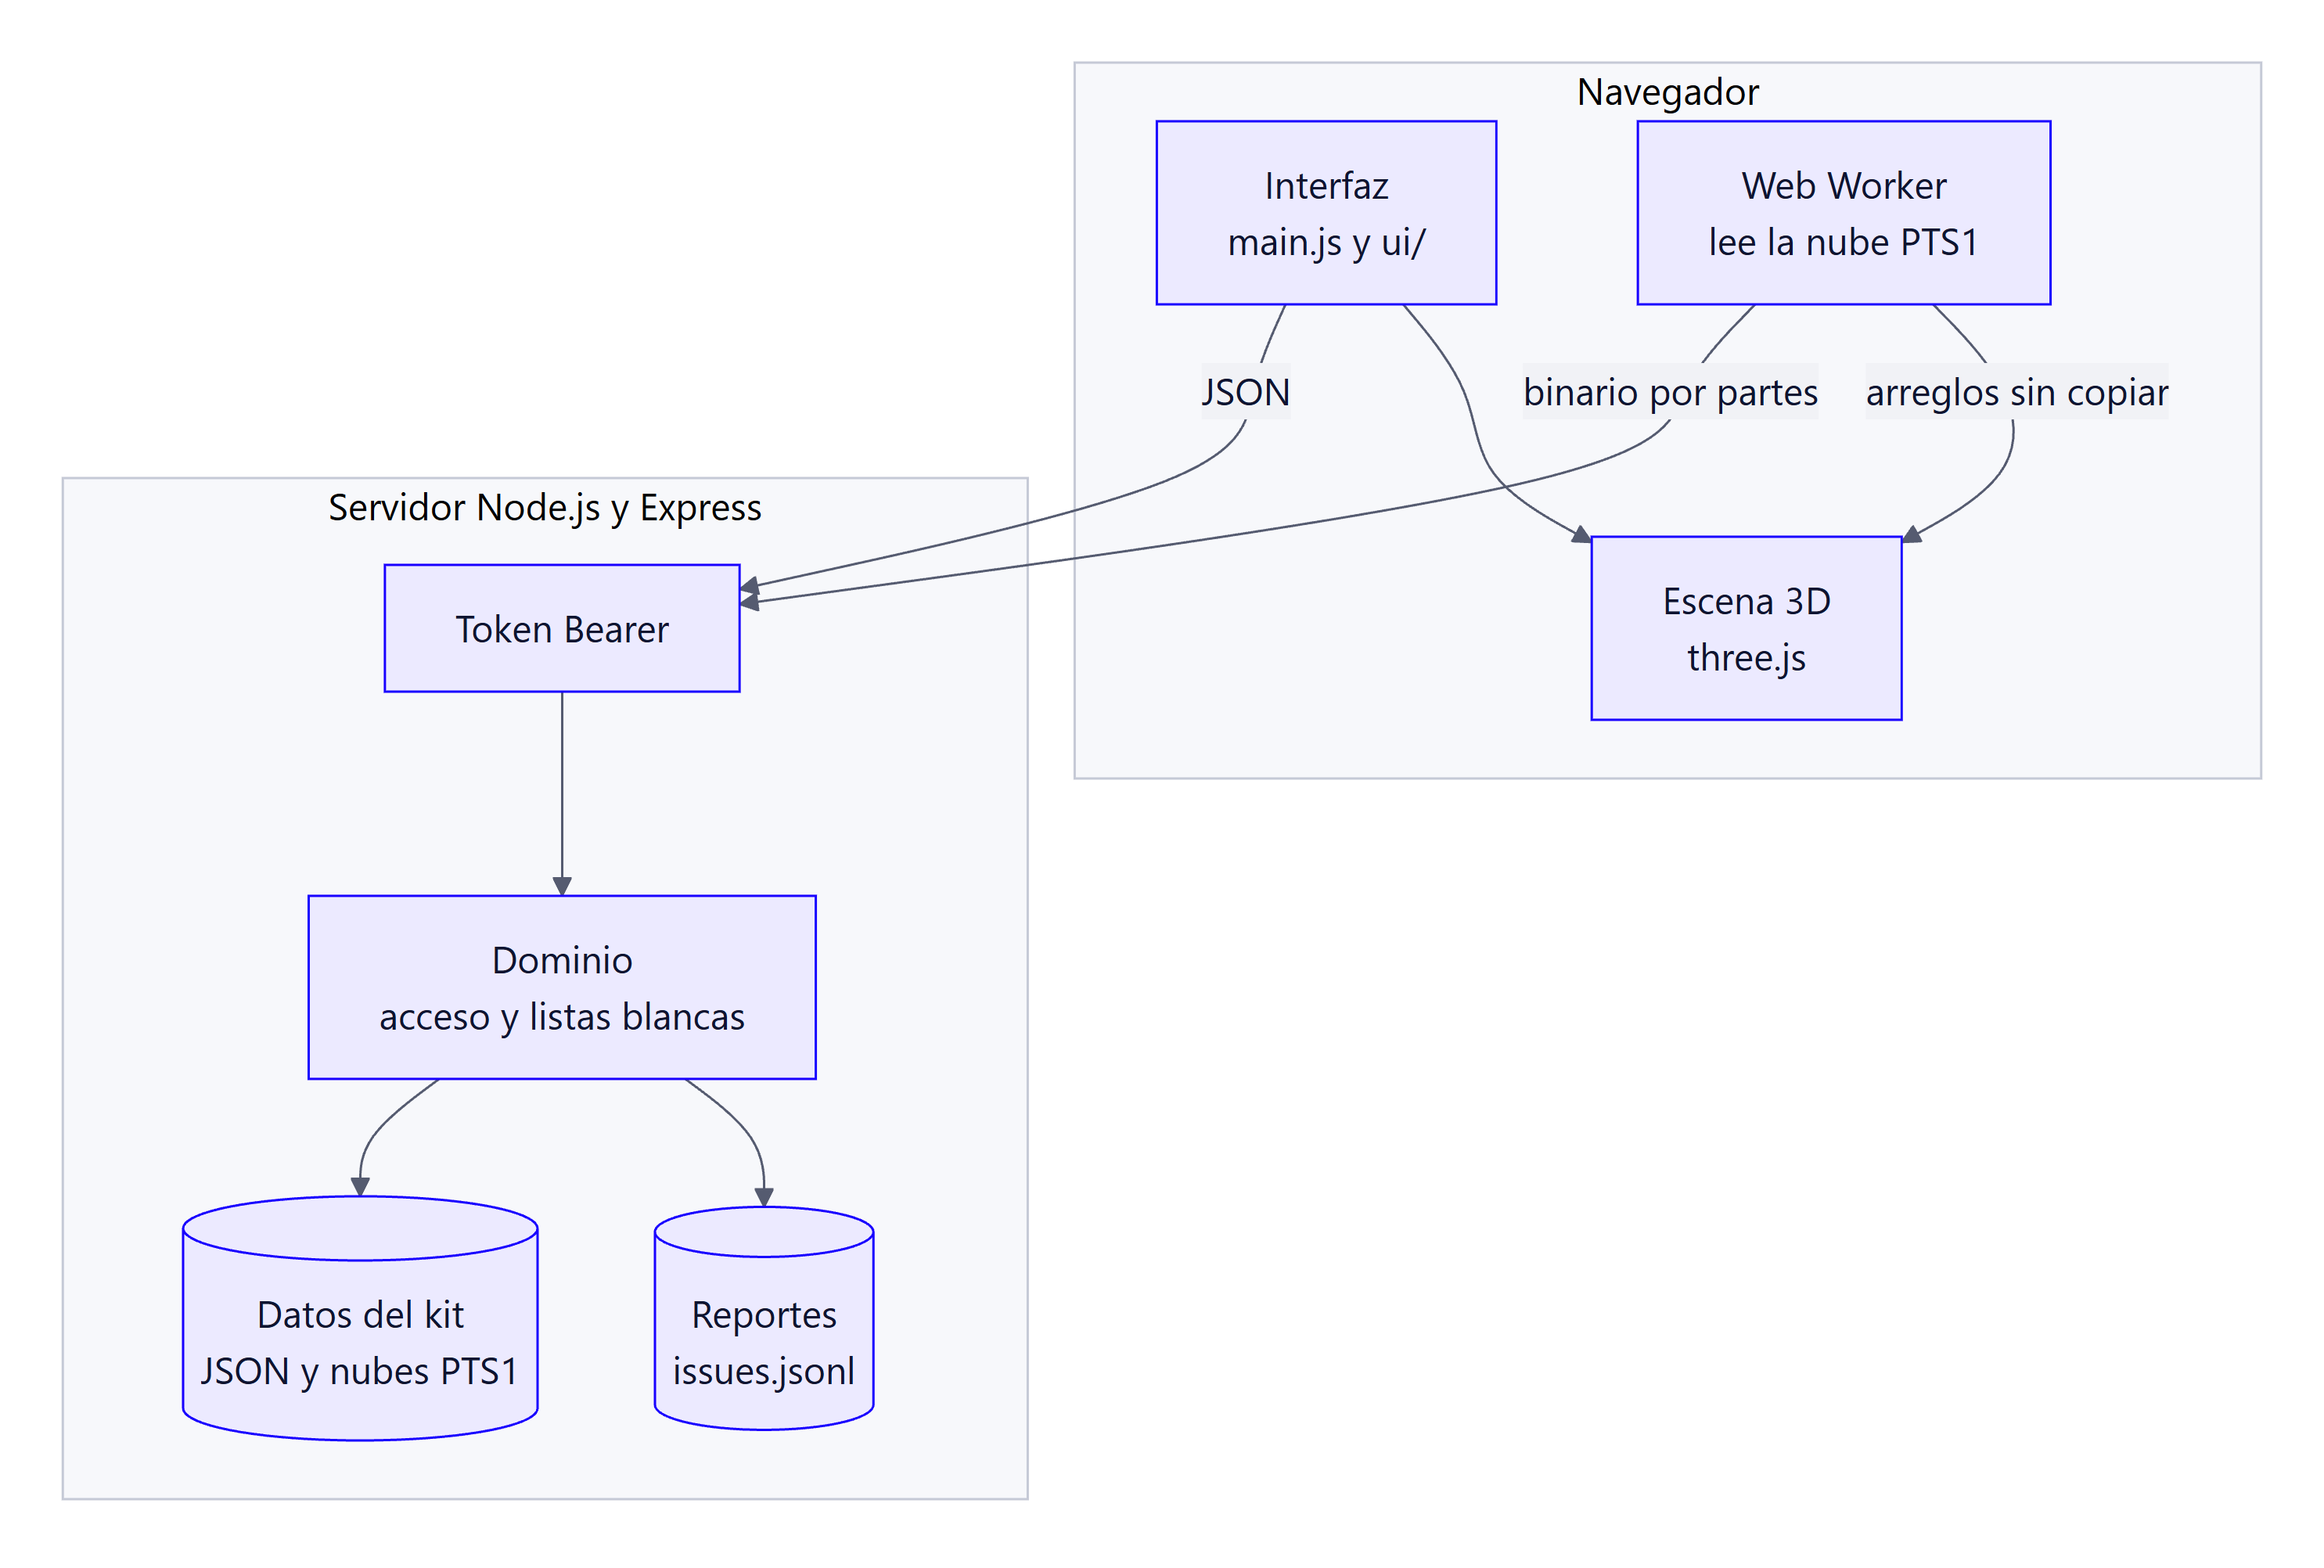 Navegador
Interfaz
main.js y ui/
Web Worker
lee la nube PTS1
JSON
binario por partes
arreglos sin copiar
Escena 3D
three.js
Servidor Node.js y Express
Token Bearer
Dominio
acceso y listas blancas
Datos del kit
JSON y nubes PTS1
Reportes
issues.jsonl